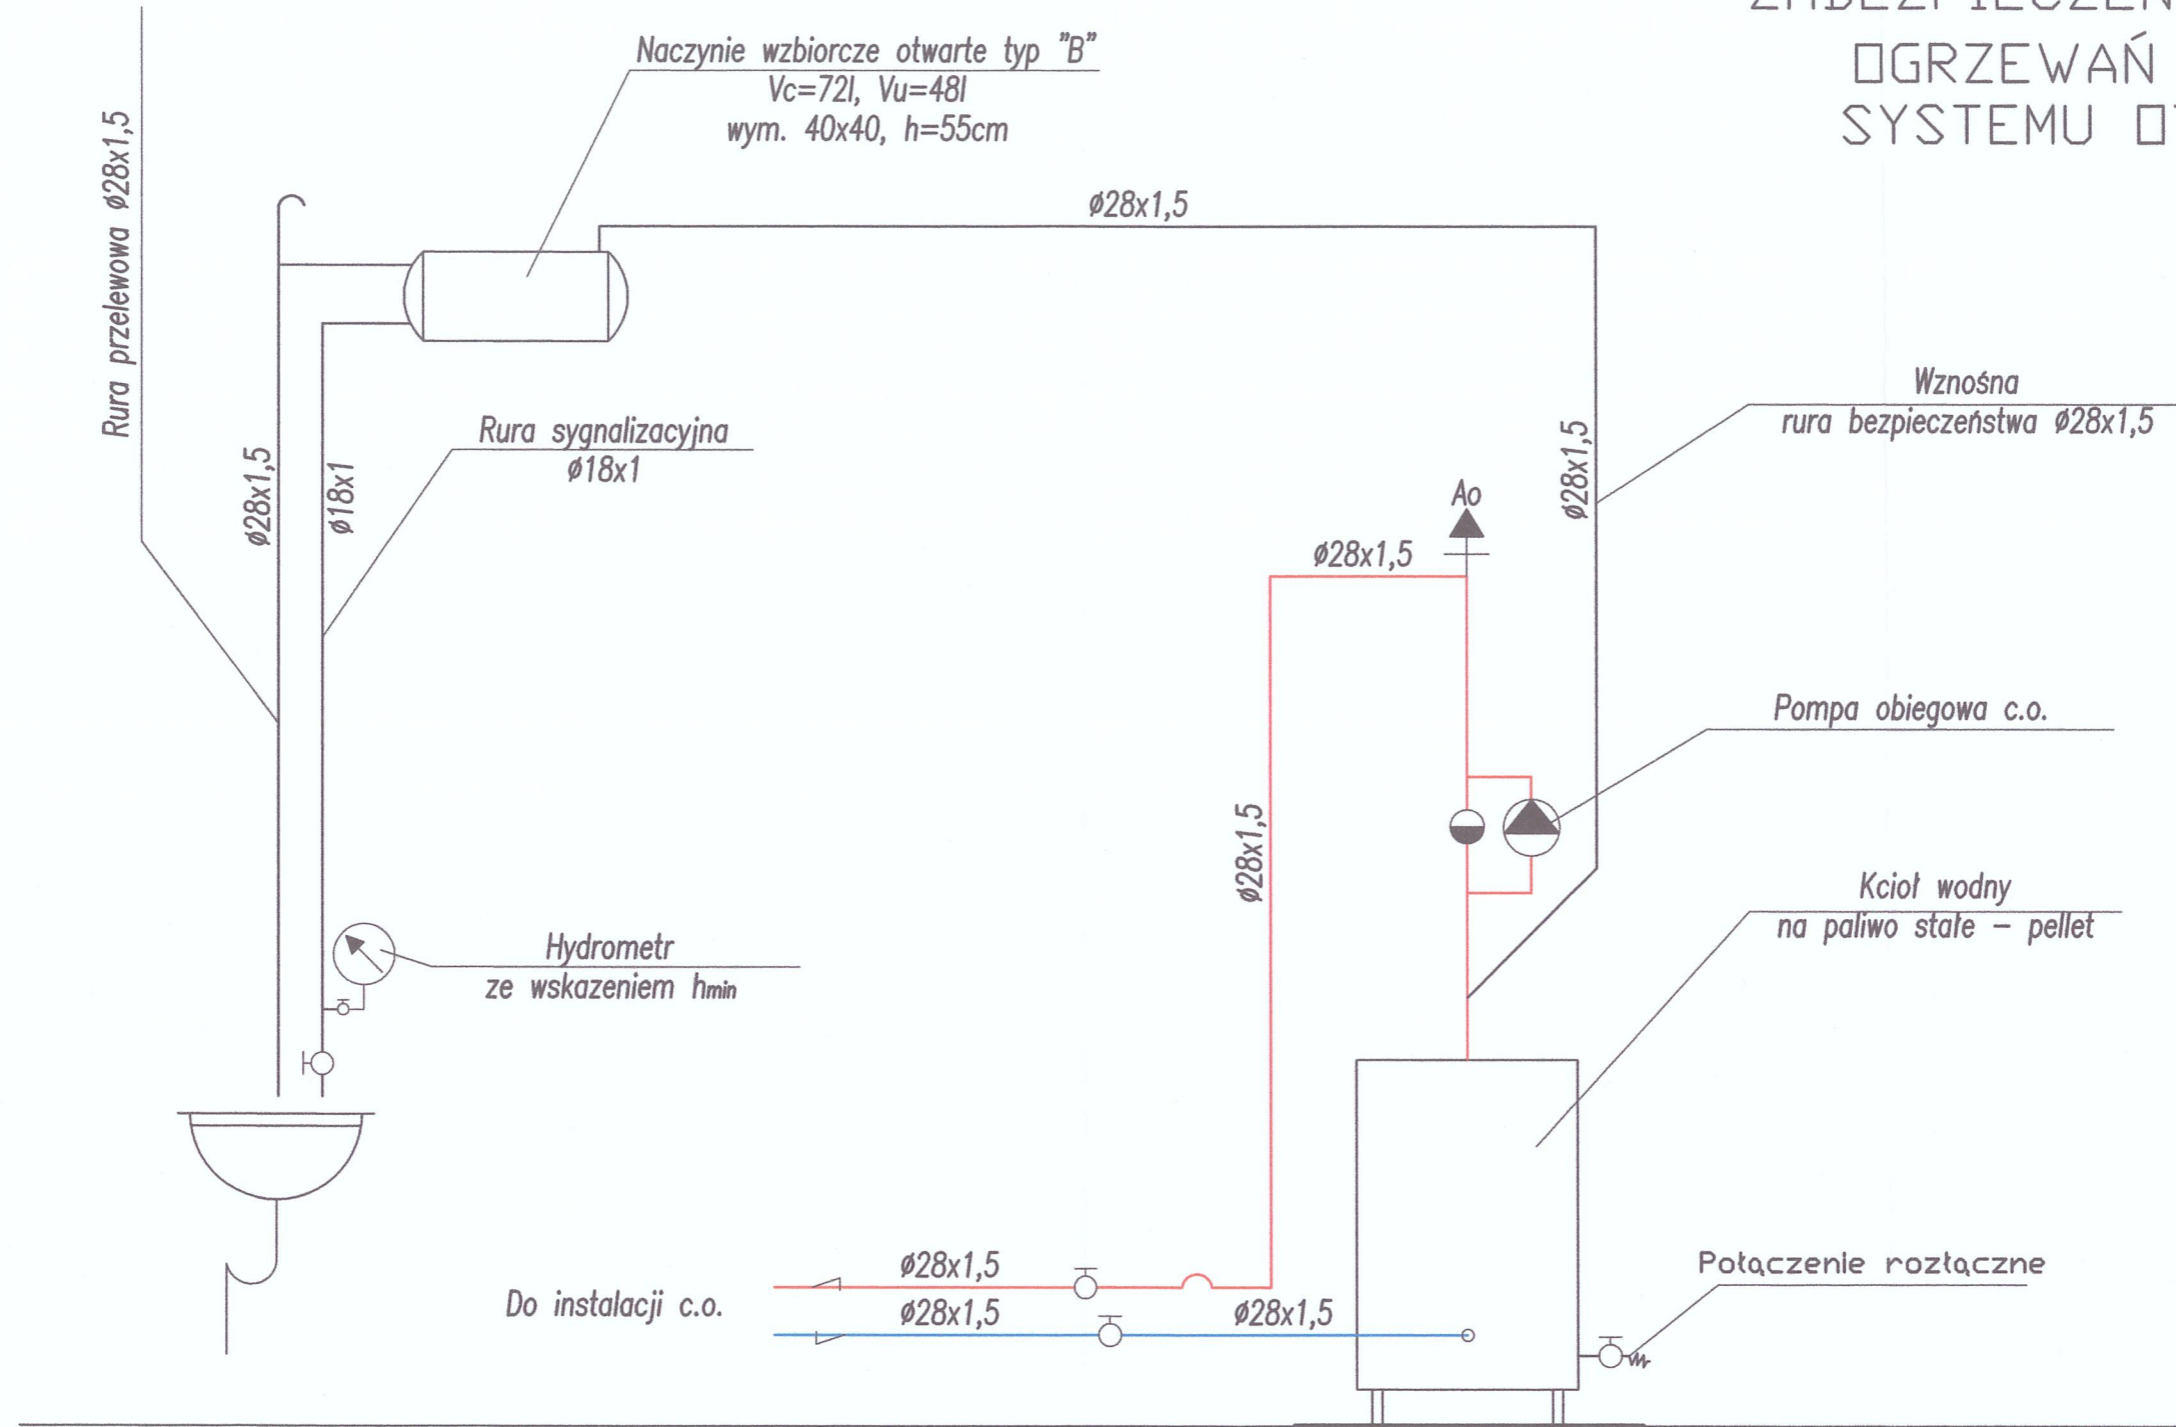 OGRZEWAŃ
SYSTEMU
Naczynie wzbiorcze otwarte typ "B"
Vc=72l, Vu=48l
wym. 40x40, h=55cm
Rura przelewowa ø28x1,5
ø28x1,5
Wznośna
rura bezpieczeństwa ø28x1,5
Rura sygnalizacyjna
ø18x1
ø28x1,5
ø18x1
ø28x1,5
Ao
ø28x1,5
Pompa obiegowa c.o.
ø28x1,5
Kcioł wodny
na paliwo stałe – pellet
Hydrometr
ze wskazeniem hmin
Połączenie rozłączne
ø28x1,5
Do instalacji c.o.
ø28x1,5
ø28x1,5